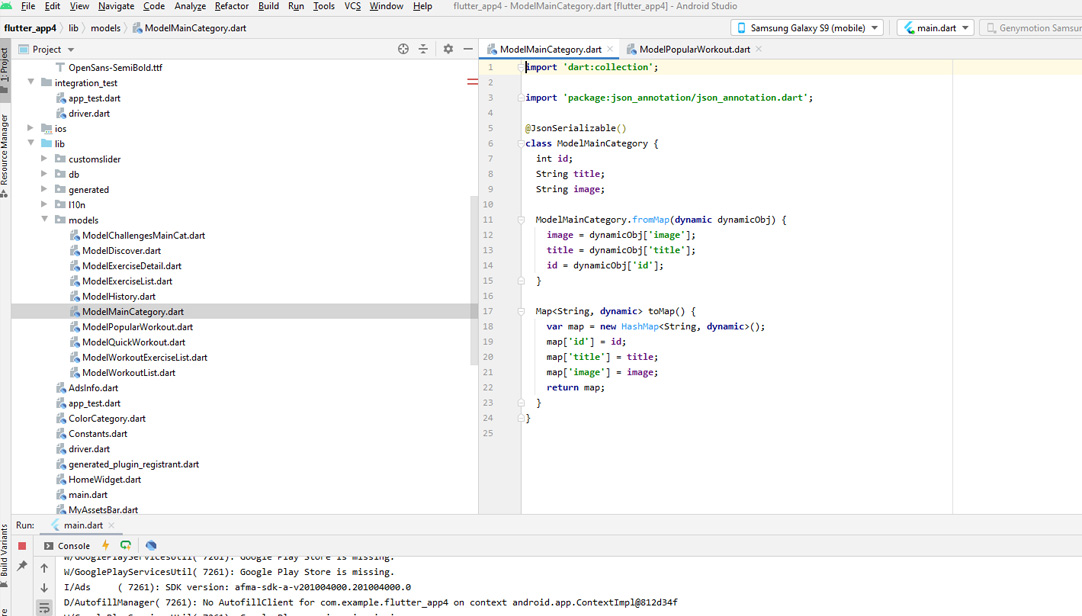 File Edit View Navigate Code Analyze Refactor Build Run Tools VCS Window Help flutter_app4 - ModelMainCategory.dart [flutter_app4] - Android Studio
flutter_app4 lib models ModelMainCategory.dart Samsung Galaxy S9 (mobile) main.dart Genymotion Samsu
Project
ModelMainCategory.dart ModelPopularWorkout.dart
1: Project
Resource Manager
Build Variants
OpenSans-SemiBold.ttf
integration_test
app_test.dart
driver.dart
ios
lib
customslider
db
generated
l10n
models
ModelChallengesMainCat.dart
ModelDiscover.dart
ModelExerciseDetail.dart
ModelExerciseList.dart
ModelHistory.dart
ModelMainCategory.dart
ModelPopularWorkout.dart
ModelQuickWorkout.dart
ModelWorkoutExerciseList.dart
ModelWorkoutList.dart
AdsInfo.dart
app_test.dart
ColorCategory.dart
Constants.dart
driver.dart
generated_plugin_registrant.dart
HomeWidget.dart
main.dart
MyAssetsBar.dart
1 import 'dart:collection';
2
3 import 'package:json_annotation/json_annotation.dart';
4
5 @JsonSerializable()
6 class ModelMainCategory {
7 int id;
8 String title;
9 String image;
10
11 ModelMainCategory.fromMap(dynamic dynamicObj) {
12 image = dynamicObj['image'];
13 title = dynamicObj['title'];
14 id = dynamicObj['id'];
15 }
16
17 Map<String, dynamic> toMap() {
18 var map = new HashMap<String, dynamic>();
19 map['id'] = id;
20 map['title'] = title;
21 map['image'] = image;
22 return map;
23 }
24 }
25
Run: main.dart
Console
W/GooglePlayServicesUtil( 7261): Google Play Store is missing.
W/GooglePlayServicesUtil( 7261): Google Play Store is missing.
I/Ads ( 7261): SDK version: afma-sdk-a-v201004000.201004000.0
D/AutofillManager( 7261): No AutofillClient for com.example.flutter_app4 on context android.app.ContextImpl@812d34f